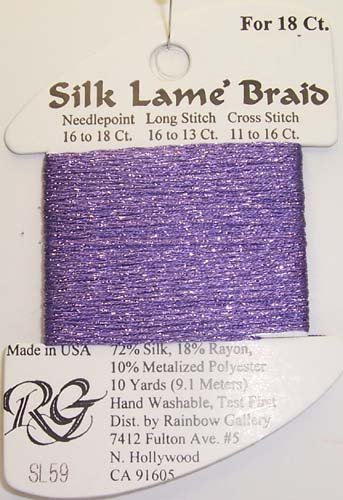 For 18 Ct.
Silk Lame' Braid
Needlepoint Long Stitch Cross Stitch
16 to 18 Ct. 16 to 13 Ct. 11 to 16 Ct.
Made in USA 72% Silk, 18% Rayon,
10% Metalized Polyester
10 Yards (9.1 Meters)
RG Hand Washable, Test First
Dist. by Rainbow Gallery
7412 Fulton Ave. #5
SL59 N. Hollywood
CA 91605